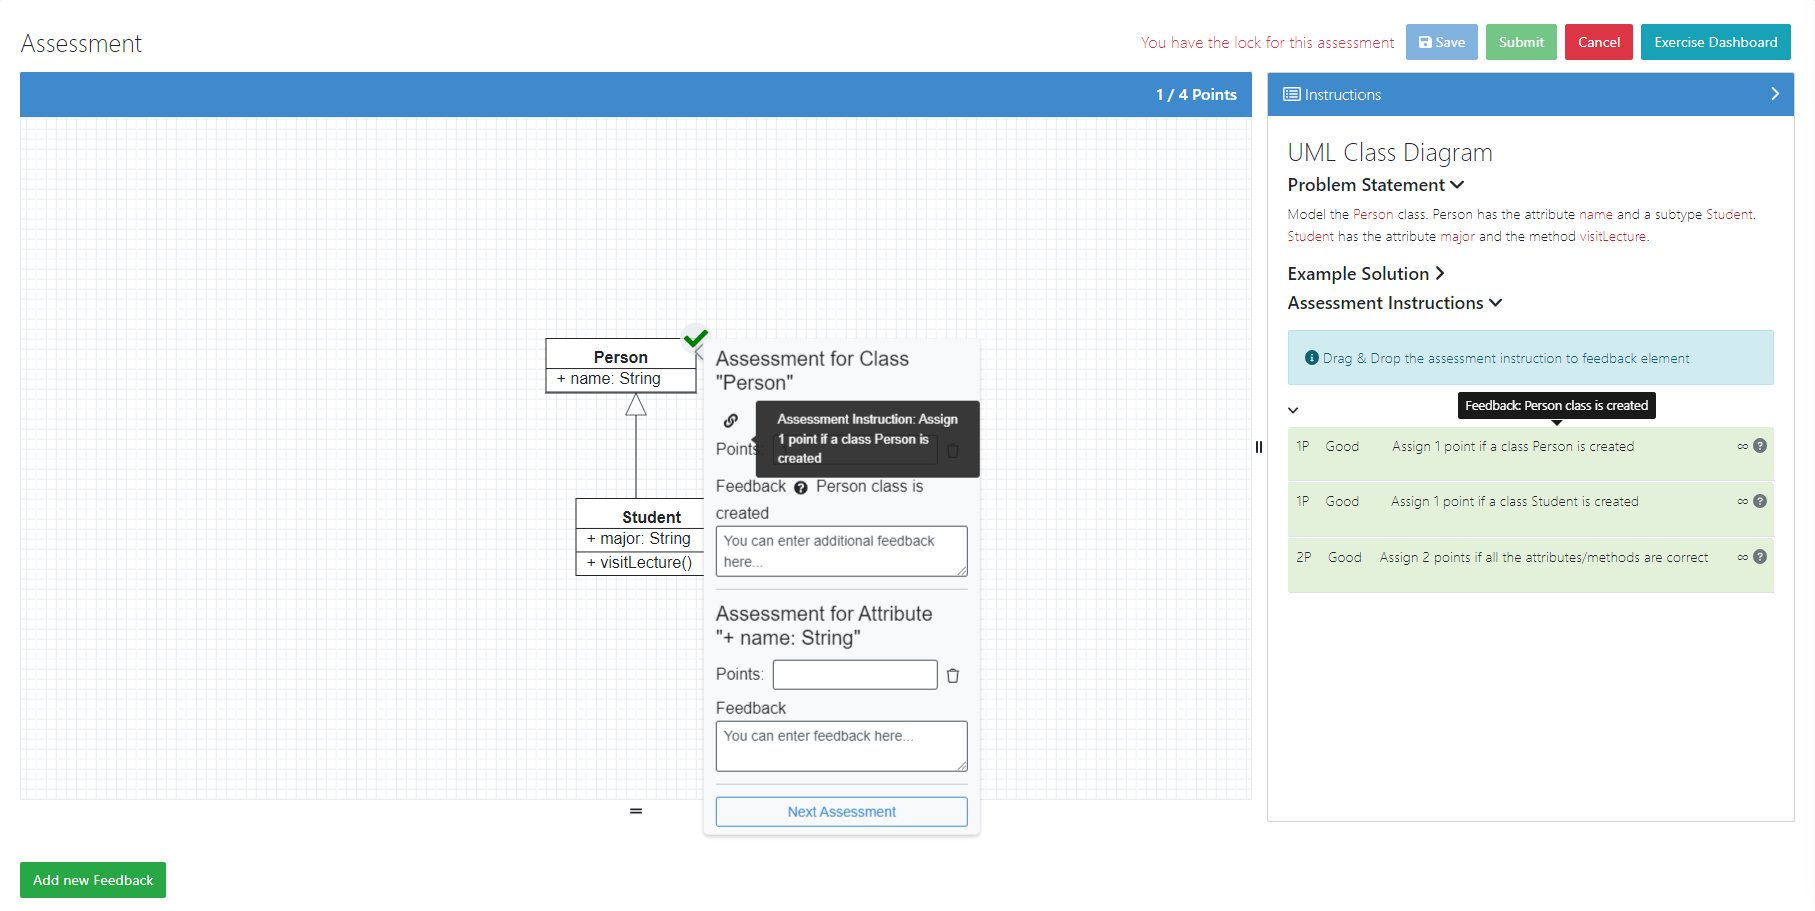 Assessment
You have the lock for this assessment
Save
Submit
Cancel
Exercise Dashboard
1 / 4 Points
Person
+ name: String
Student
+ major: String
+ visitLecture()
Assessment for Class
"Person"
Assessment Instruction: Assign
1 point if a class Person is
created
Points:
Feedback Person class is
created
You can enter additional feedback
here...
Assessment for Attribute
"+ name: String"
Points:
Feedback
You can enter feedback here...
Next Assessment
Add new Feedback
Instructions
UML Class Diagram
Problem Statement
Model the Person class. Person has the attribute name and a subtype Student.
Student has the attribute major and the method visitLecture.
Example Solution
Assessment Instructions
Drag & Drop the assessment instruction to feedback element
Feedback: Person class is created
1P Good Assign 1 point if a class Person is created ∞
1P Good Assign 1 point if a class Student is created ∞
2P Good Assign 2 points if all the attributes/methods are correct ∞